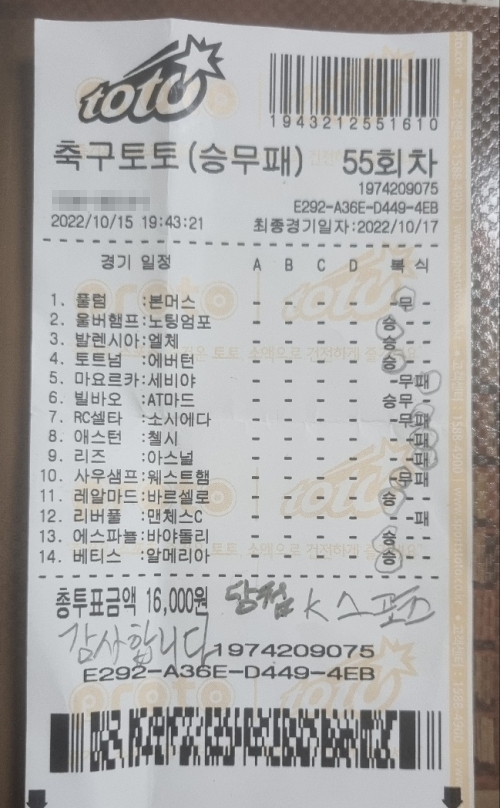 toto
1943212551610
축구토토(승무패) 55회차
1974209075
E292-A36E-D449-4EB
2022/10/15 19:43:21 최종경기일자:2022/10/17
경기 일정 A B C D 복 식
1. 풀럼 :본머스 - - - - -무-
2. 울버햄프:노팅엄포 - - - - 승--
3. 발렌시아:엘체 - - - - 승--
4. 토트넘 :에버턴 - - - - 승--
5. 마요르카:세비야 - - - - -무패
6. 빌바오 :AT마드 - - - - 승무-
7. RC셀타 :소시에다 - - - - -무패
8. 애스턴 :첼시 - - - - --패
9. 리즈 :아스널 - - - - --패
10. 사우샘프:웨스트햄 - - - - -무패
11. 레알마드:바르셀로 - - - - 승--
12. 리버풀 :맨체스C - - - - --패
13. 에스파뇰:바야돌리 - - - - 승--
14. 베티스 :알메리아 - - - - 승--
총투표금액 16,000원 당첨 K스포츠
감사합니다 1974209075
E292-A36E-D449-4EB